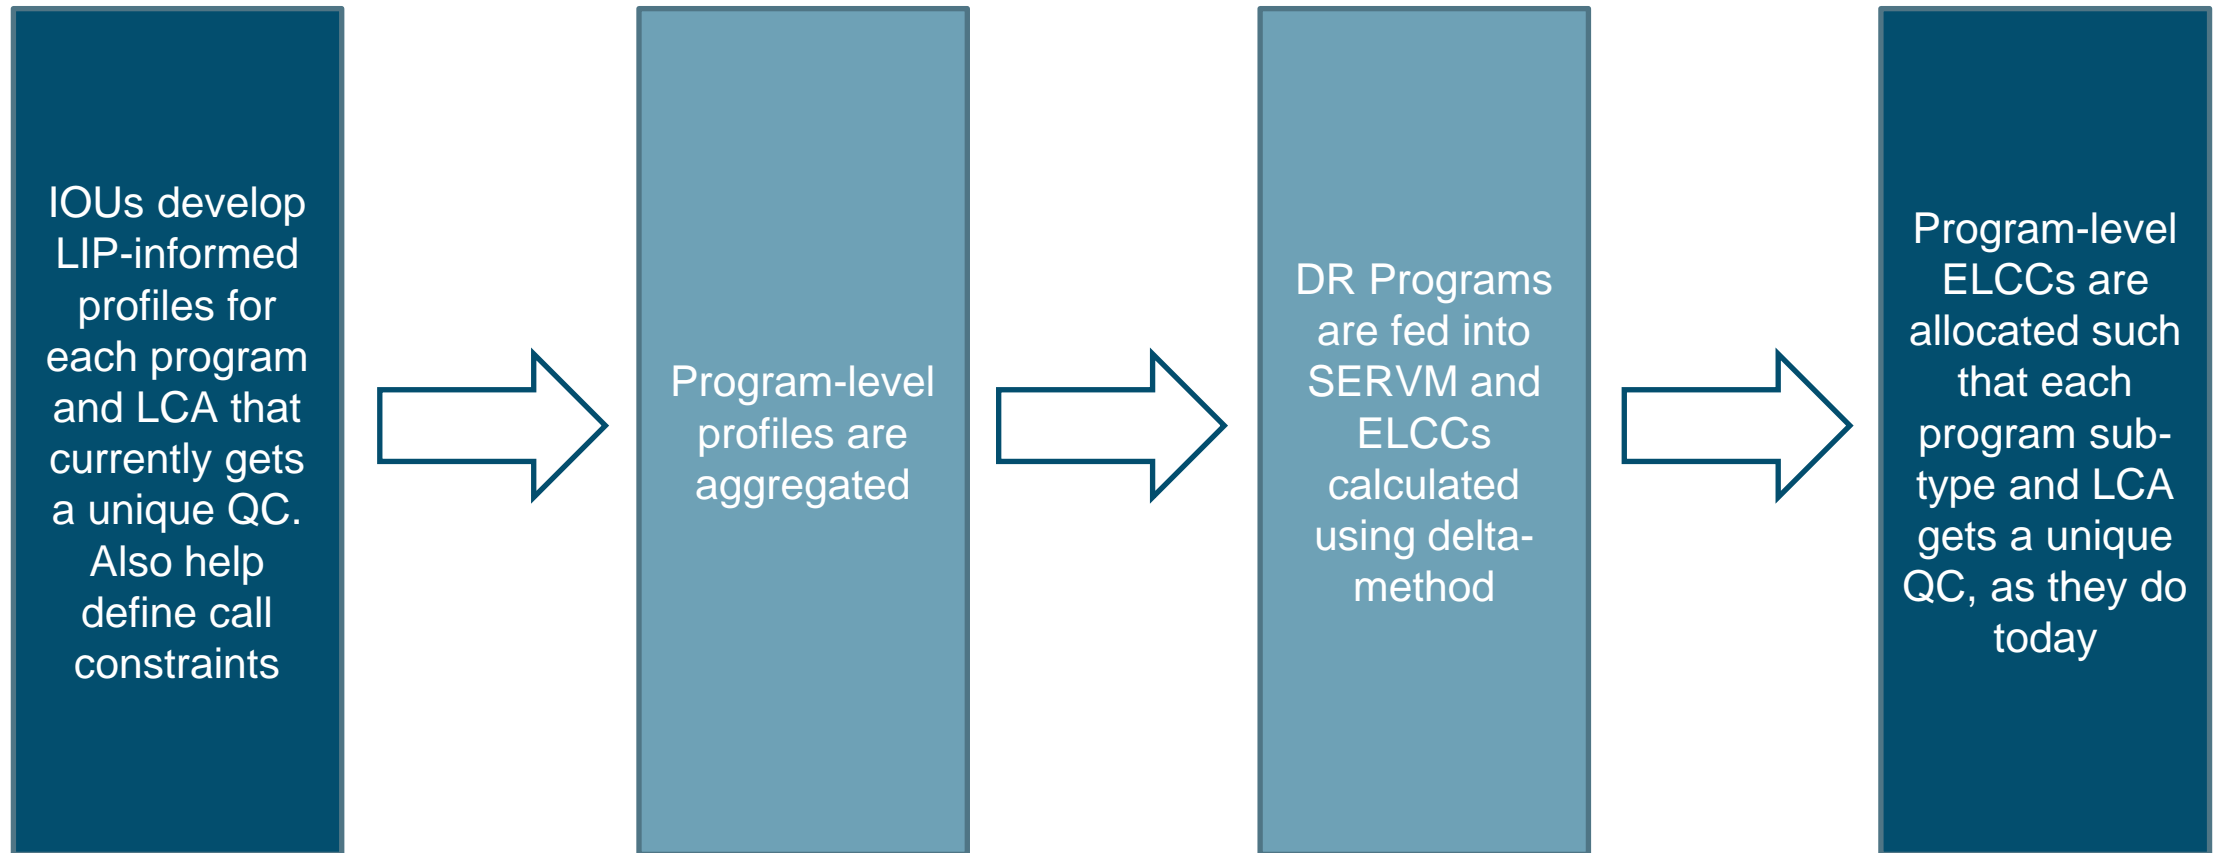 IOUs develop
LIP-informed
profiles for
each program
and LCA that
currently gets
a unique QC.
Also help
define call
constraints
Program-level
profiles are
aggregated
DR Programs
are fed into
SERVM and
ELCCs
calculated
using delta-
method
Program-level
ELCCs are
allocated such
that each
program sub-
type and LCA
gets a unique
QC, as they do
today